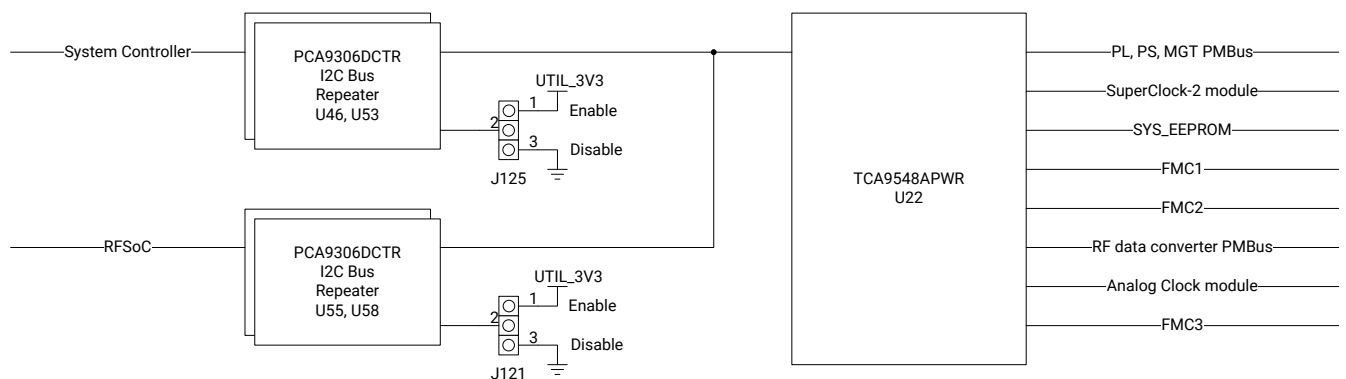 System Controller
PCA9306DCTR
I2C Bus
Repeater
U46, U53
UTIL_3V3
1
Enable
2
3
Disable
J125
RFSoC
PCA9306DCTR
I2C Bus
Repeater
U55, U58
UTIL_3V3
1
Enable
2
3
Disable
J121
TCA9548APWR
U22
PL, PS, MGT PMBus
SuperClock-2 module
SYS_EEPROM
FMC1
FMC2
RF data converter PMBus
Analog Clock module
FMC3